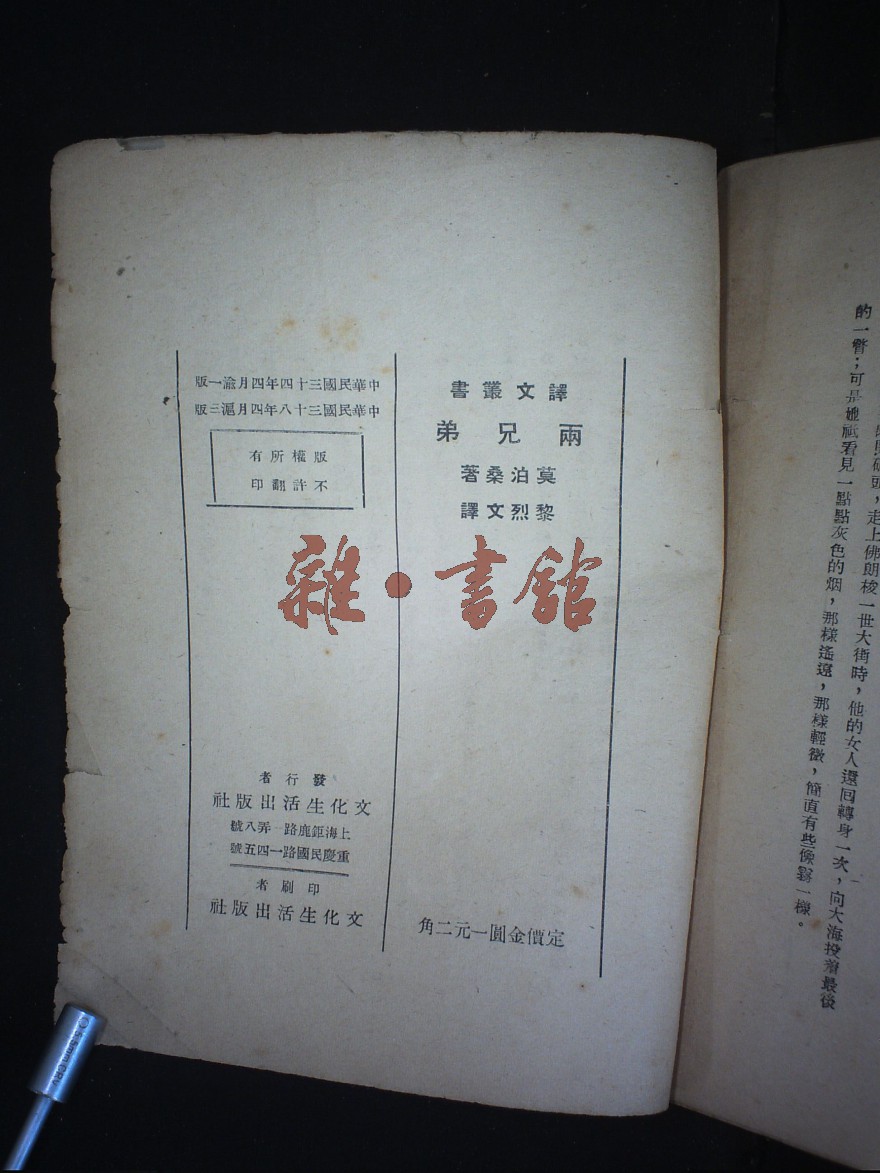 碼頭,走上佛朗梭一世大街時,他的女人還回轉身一次,向大海投着最後
的一瞥;可是她祗看見一點點灰色的烟,那樣遙遠,那樣輕微,簡直有些像霧一樣。
譯文叢書
兩兄弟
莫泊桑著
黎烈文譯
定價金圓一元二角
中華民國三十四年四月渝一版
中華民國三十八年四月滬三版
版權所有
不許翻印
發行者
文化生活出版社
上海鉅鹿路一弄八號
重慶民國路一四五號
印刷者
文化生活出版社
雜·書館
5.5mm CRV